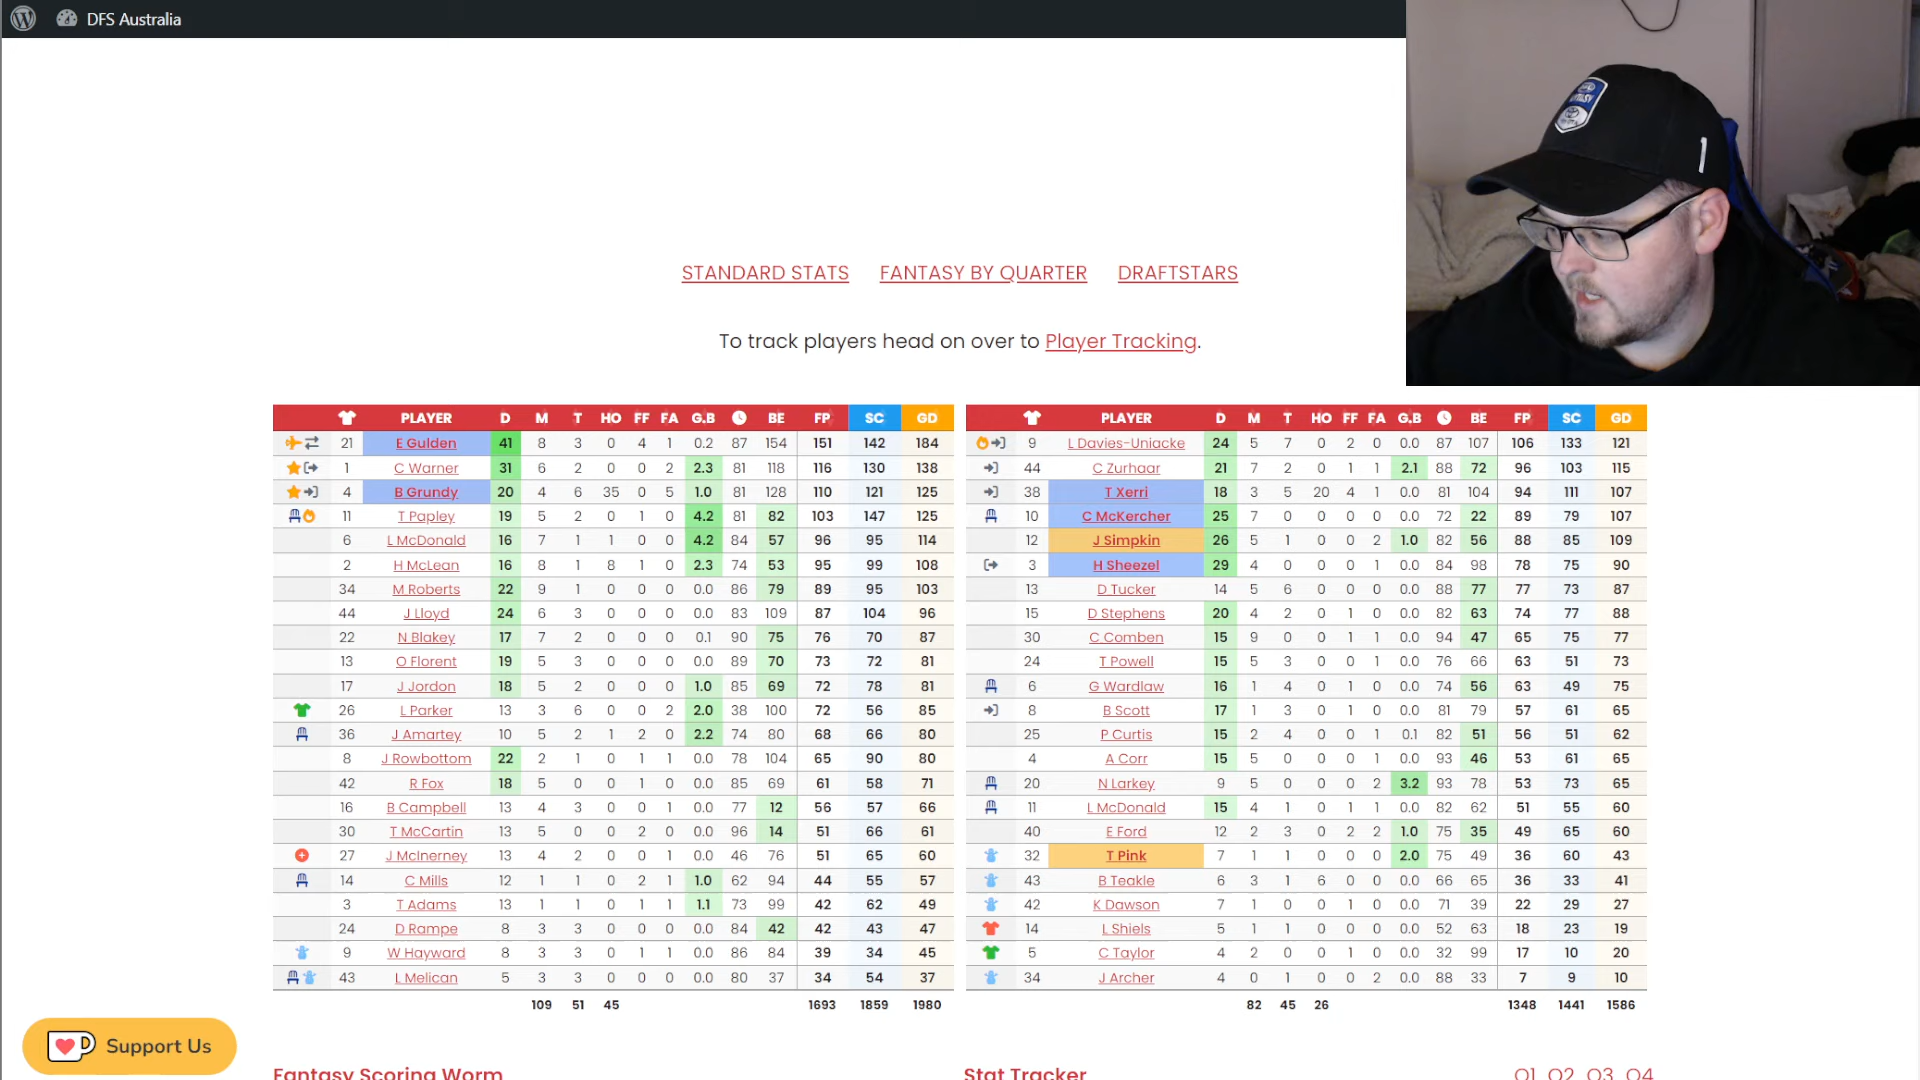 DFS Australia
STANDARD STATS FANTASY BY QUARTER DRAFTSTARS
To track players head on over to Player Tracking.
PLAYER D M T HO FF FA G.B BE FP SC GD
21 E Gulden 41 8 3 0 4 1 0.2 87 154 151 142 184
1 C Warner 31 6 2 0 0 2 2.3 81 118 116 130 138
4 B Grundy 20 4 6 35 0 5 1.0 81 128 110 121 125
11 T Papley 19 5 2 0 1 0 4.2 81 82 103 147 125
6 L McDonald 16 7 1 1 0 0 4.2 84 57 96 95 114
2 H McLean 16 8 1 8 1 0 2.3 74 53 95 99 108
34 M Roberts 22 9 1 0 0 0 0.0 86 79 89 95 103
44 J Lloyd 24 6 3 0 0 0 0.0 83 109 87 104 96
22 N Blakey 17 7 2 0 0 0 0.1 90 75 76 70 87
13 O Florent 19 5 3 0 0 0 0.0 89 70 73 72 81
17 J Jordon 18 5 2 0 0 0 1.0 85 69 72 78 81
26 L Parker 13 3 6 0 0 2 2.0 38 100 72 56 85
36 J Amartey 10 5 2 1 2 0 2.2 74 80 68 66 80
8 J Rowbottom 22 2 1 0 1 1 0.0 78 104 65 90 80
42 R Fox 18 5 0 0 1 0 0.0 85 69 61 58 71
16 B Campbell 13 4 3 0 0 1 0.0 77 12 56 57 66
30 T McCartin 13 5 0 0 2 0 0.0 96 14 51 66 61
27 J McInerney 13 4 2 0 0 1 0.0 46 76 51 65 60
14 C Mills 12 1 1 0 2 1 1.0 62 94 44 55 57
3 T Adams 13 1 1 0 1 1 1.1 73 99 42 62 49
24 D Rampe 8 3 3 0 0 0 0.0 84 42 42 43 47
9 W Hayward 8 3 3 0 1 1 0.0 86 84 39 34 45
43 L Melican 5 3 3 0 0 0 0.0 80 37 34 54 37
109 51 45 1693 1859 1980
PLAYER D M T HO FF FA G.B BE FP SC GD
9 L Davies-Uniacke 24 5 7 0 2 0 0.0 87 107 106 133 121
44 C Zurhaar 21 7 2 0 1 1 2.1 88 72 96 103 115
38 T Xerri 18 3 5 20 4 1 0.0 81 104 94 111 107
10 C McKercher 25 7 0 0 0 0 0.0 72 22 89 79 107
12 J Simpkin 26 5 1 0 0 2 1.0 82 56 88 85 109
3 H Sheezel 29 4 0 0 0 1 0.0 84 98 78 75 90
13 D Tucker 14 5 6 0 0 0 0.0 88 77 77 73 87
15 D Stephens 20 4 2 0 1 0 0.0 82 63 74 77 88
30 C Comben 15 9 0 0 1 1 0.0 94 47 65 75 77
24 T Powell 15 5 3 0 0 1 0.0 76 66 63 51 73
6 G Wardlaw 16 1 4 0 1 0 0.0 74 56 63 49 75
8 B Scott 17 1 3 0 1 0 0.0 81 79 57 61 65
25 P Curtis 15 2 4 0 0 1 0.1 82 51 56 51 62
4 A Corr 15 5 0 0 0 1 0.0 93 46 53 61 65
20 N Larkey 9 5 0 0 0 2 3.2 93 78 53 73 65
11 L McDonald 15 4 1 0 1 1 0.0 82 62 51 55 60
40 E Ford 12 2 3 0 2 2 1.0 75 35 49 65 60
32 T Pink 7 1 1 0 0 0 2.0 75 49 36 60 43
43 B Teakle 6 3 1 6 0 0 0.0 66 65 36 33 41
42 K Dawson 7 1 0 0 1 0 0.0 71 39 22 29 27
14 L Shiels 5 1 1 0 0 0 0.0 52 63 18 23 19
5 C Taylor 4 2 0 0 1 0 0.0 32 99 17 10 20
34 J Archer 4 0 1 0 0 2 0.0 88 33 7 9 10
82 45 26 1348 1441 1586
Support Us
Fantasy Scoring Worm
Stat Tracker
Q1 Q2 Q3 Q4